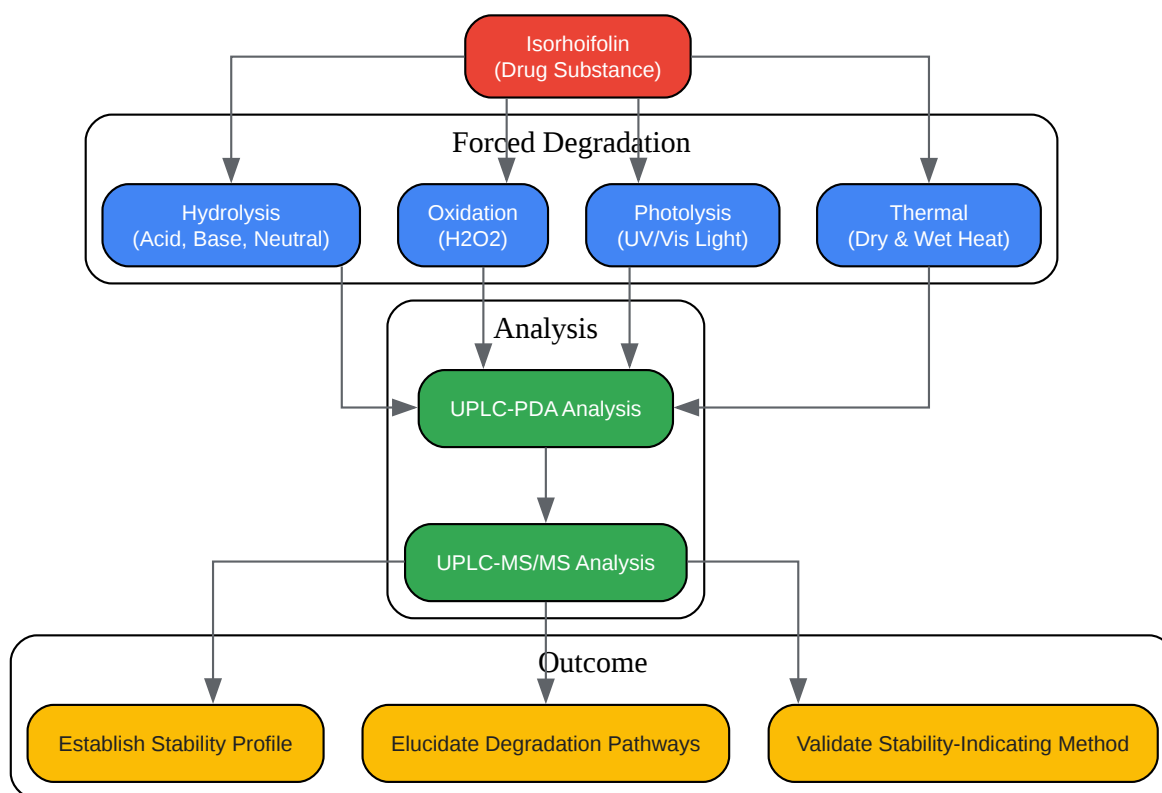 Isorhoifolin
(Drug Substance)
Forced Degradation
Hydrolysis
(Acid, Base, Neutral)
Oxidation
(H2O2)
Photolysis
(UV/Vis Light)
Thermal
(Dry & Wet Heat)
Analysis
UPLC-PDA Analysis
UPLC-MS/MS Analysis
Outcome
Establish Stability Profile
Elucidate Degradation Pathways
Validate Stability-Indicating Method